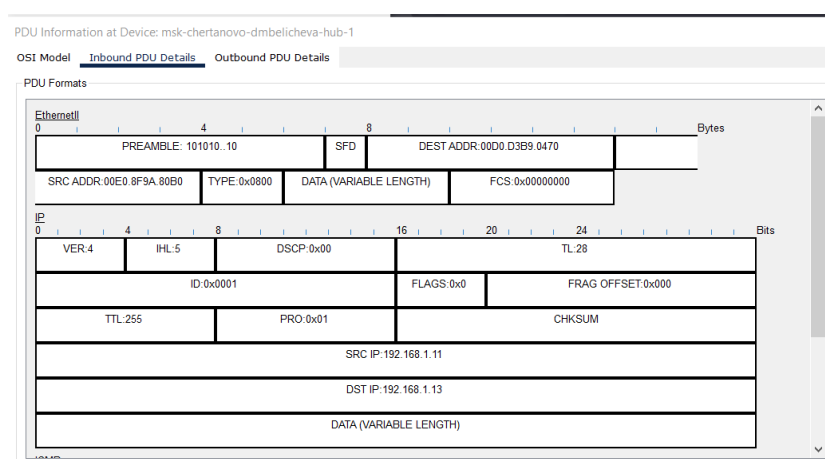 PDU Information at Device: msk-chertanovo-dmbelicheva-hub-1
OSI Model Inbound PDU Details Outbound PDU Details
PDU Formats
EthernetII
0 4 8 Bytes
PREAMBLE: 101010..10 SFD DEST ADDR:00D0.D3B9.0470
SRC ADDR:00E0.8F9A.80B0 TYPE:0x0800 DATA (VARIABLE LENGTH) FCS:0x00000000
IP
0 4 8 16 20 24 Bits
VER:4 IHL:5 DSCP:0x00 TL:28
ID:0x0001 FLAGS:0x0 FRAG OFFSET:0x000
TTL:255 PRO:0x01 CHKSUM
SRC IP:192.168.1.11
DST IP:192.168.1.13
DATA (VARIABLE LENGTH)